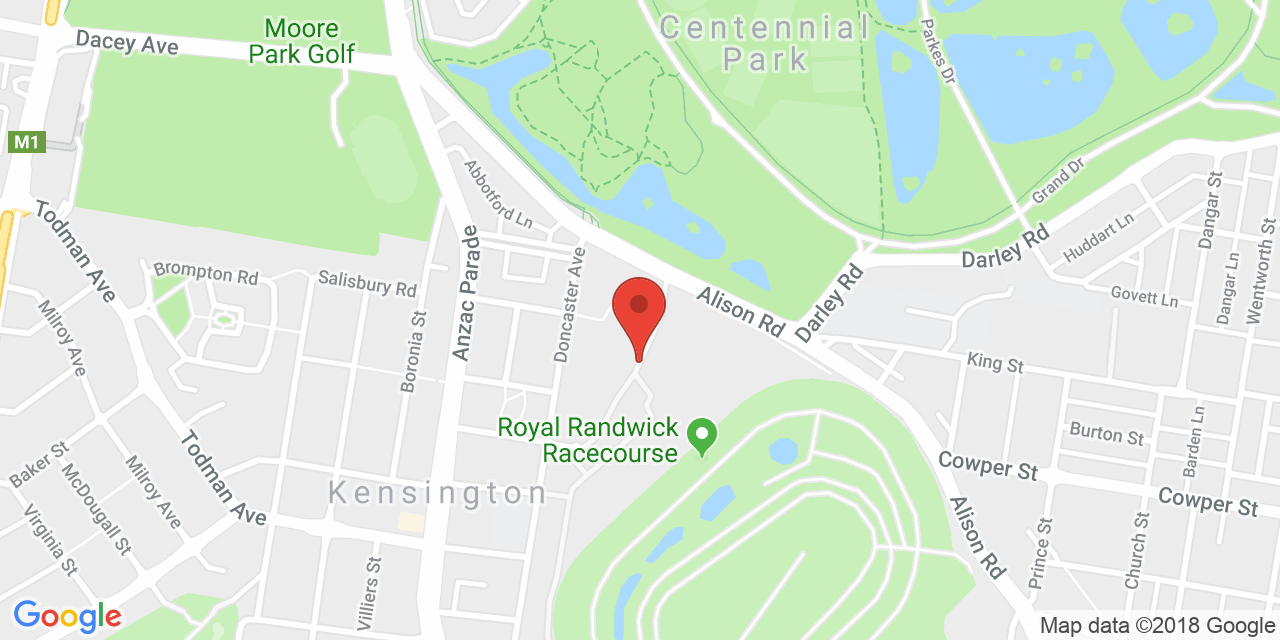 Moore
Park Golf
Centennial
Park
Dacey Ave
Parkes Dr
M1
Abbotford Ln
Grand Dr
Todman Ave
Brompton Rd
Salisbury Rd
Anzac Parade
Doncaster Ave
Alison Rd
Darley Rd
Darley Rd
Huddart Ln
Govett Ln
Dangar St
Dangar Ln
Wentworth St
Milroy Ave
Boronia St
King St
Royal Randwick
Racecourse
Burton St
Barden Ln
Baker St
Todman Ave
McDougall St
Milroy Ave
Virginia St
Kensington
Cowper St
Cowper St
Alison Rd
Prince St
Church St
Villiers St
Google
Map data ©2018 Google